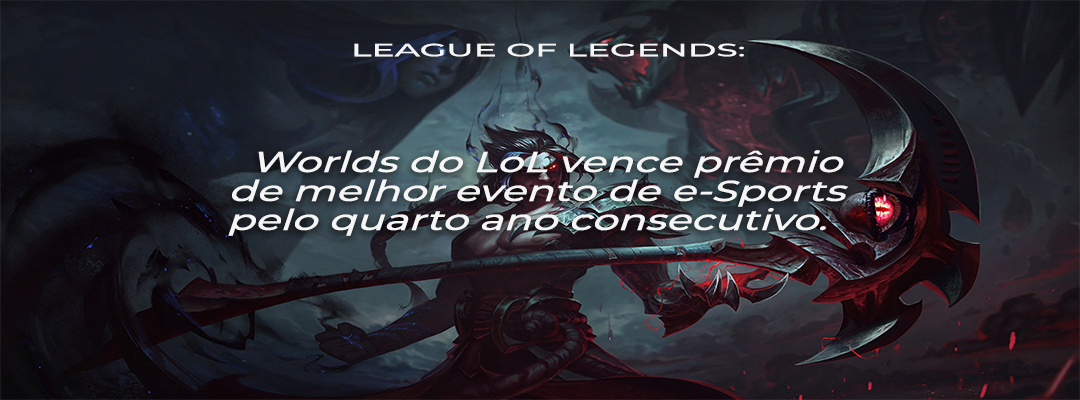 LEAGUE OF LEGENDS:
Worlds do LoL vence prêmio
de melhor evento de e-Sports
pelo quarto ano consecutivo.